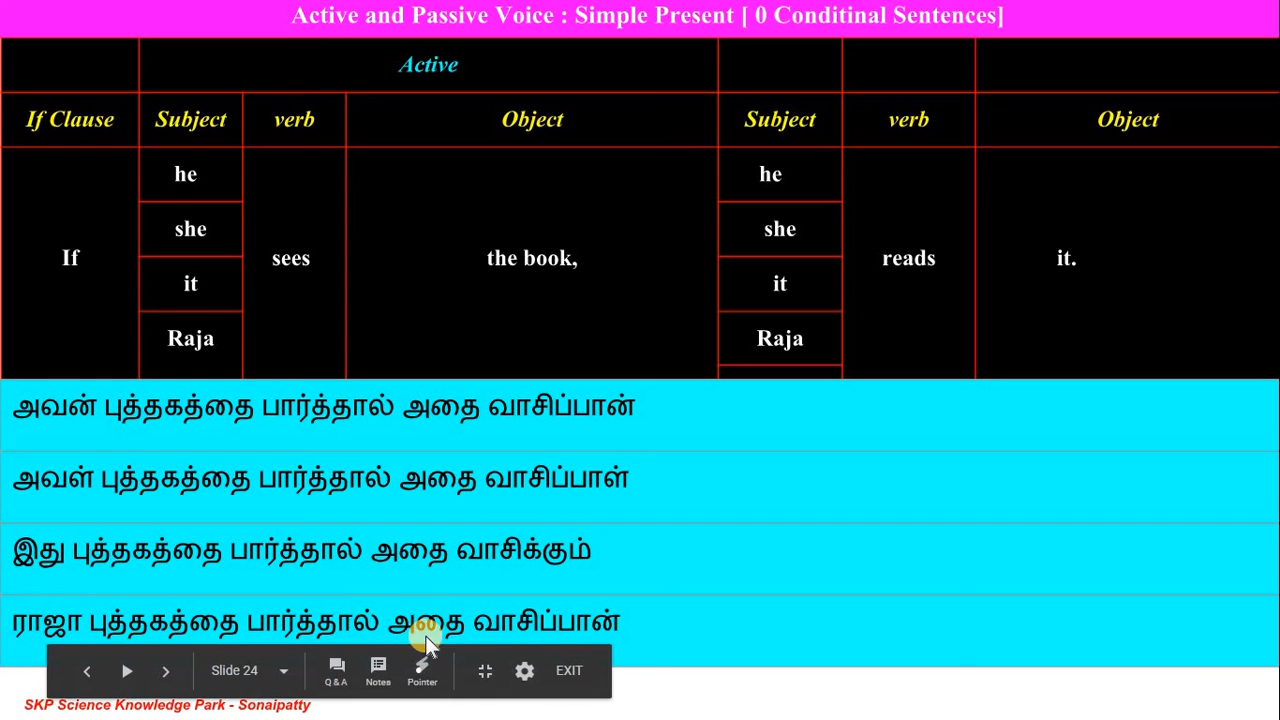 Active and Passive Voice : Simple Present [ 0 Conditinal Sentences]
Active
If Clause Subject verb Object Subject verb Object
he he
she she
If sees the book, reads it.
it it
Raja Raja
அவன் புத்தகத்தை பார்த்தால் அதை வாசிப்பான்
அவள் புத்தகத்தை பார்த்தால் அதை வாசிப்பாள்
இது புத்தகத்தை பார்த்தால் அதை வாசிக்கும்
ராஜா புத்தகத்தை பார்த்தால் அதை வாசிப்பான்
Slide 24 Q & A Notes Pointer EXIT
SKP Science Knowledge Park - Sonaipatty